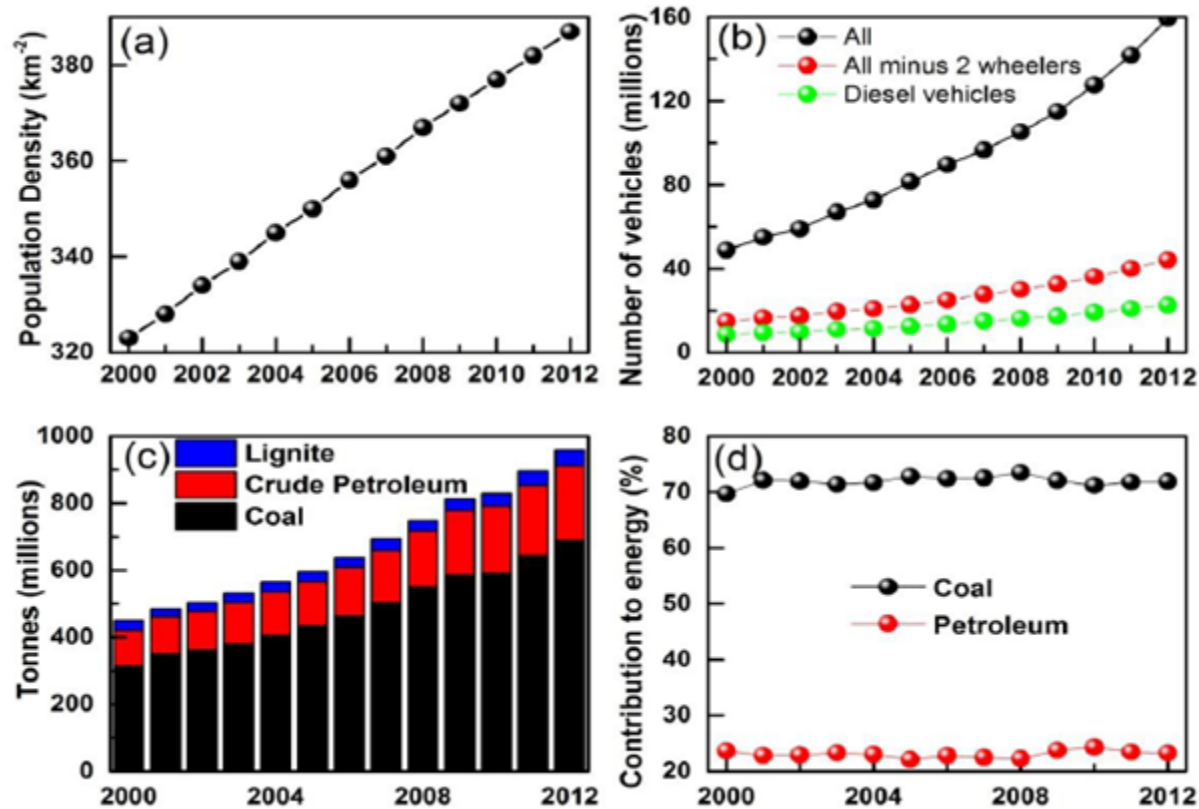 (a)
Population Density (km-2)
380
360
340
320
2000 2002 2004 2006 2008 2010 2012
(b)
All
All minus 2 wheelers
Diesel vehicles
Number of vehicles (millions)
160
120
80
40
0
2000 2002 2004 2006 2008 2010 2012
(c)
Lignite
Crude Petroleum
Coal
Tonnes (millions)
1000
800
600
400
200
0
2000 2004 2008 2012
(d)
Coal
Petroleum
Contribution to energy (%)
80
70
60
50
40
30
20
2000 2002 2004 2006 2008 2010 2012